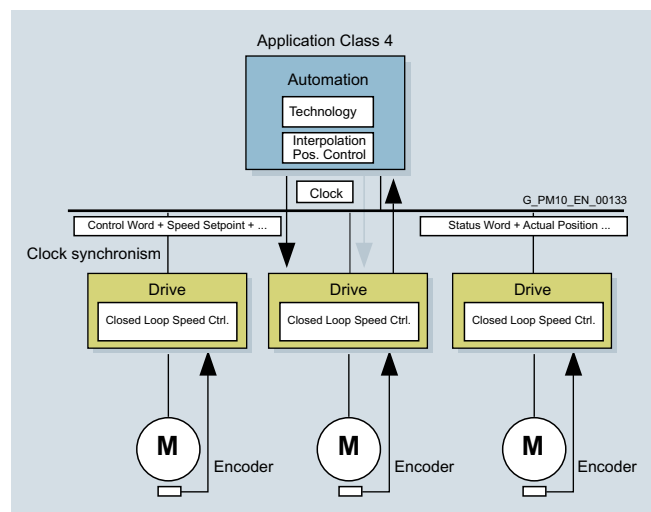 Application Class 4
Automation
Technology
Interpolation
Pos. Control
Clock
G_PM10_EN_00133
Control Word + Speed Setpoint + ...
Status Word + Actual Position ...
Clock synchronism
Drive
Drive
Drive
Closed Loop Speed Ctrl.
Closed Loop Speed Ctrl.
Closed Loop Speed Ctrl.
M
M
M
Encoder
Encoder
Encoder